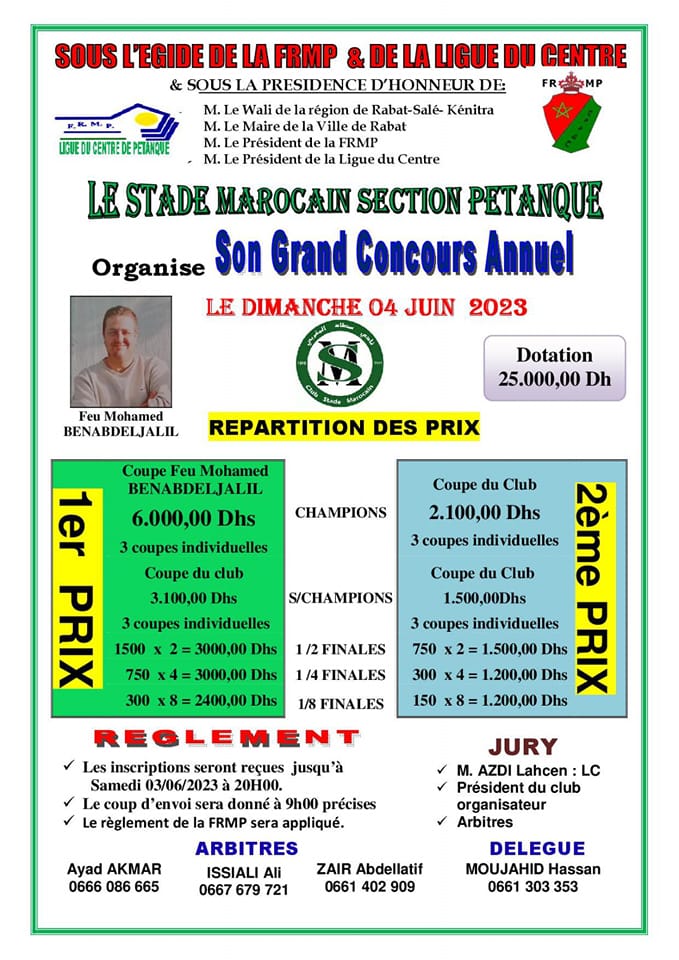 SOUS L'EGIDE DE LA FRMP & DE LA LIGUE DU CENTRE
& SOUS LA PRESIDENCE D'HONNEUR DE:
F.R.M.P.
LIGUE DU CENTRE DE PETANQUE
M. Le Wali de la région de Rabat-Salé- Kénitra
M. Le Maire de la Ville de Rabat
M. Le Président de la FRMP
M. Le Président de la Ligue du Centre
FR MP
LE STADE MAROCAIN SECTION PETANQUE
Organise Son Grand Concours Annuel
LE DIMANCHE 04 JUIN 2023
Feu Mohamed
BENABDELJALIL
نادي سطاد المغربي
SM
Club Stade Marocain
Dotation
25.000,00 Dh
REPARTITION DES PRIX
1er PRIX
Coupe Feu Mohamed
BENABDELJALIL
6.000,00 Dhs
3 coupes individuelles
CHAMPIONS
Coupe du Club
2.100,00 Dhs
3 coupes individuelles
2ème PRIX
Coupe du club
3.100,00 Dhs
3 coupes individuelles
S/CHAMPIONS
Coupe du Club
1.500,00Dhs
3 coupes individuelles
1500 x 2 = 3000,00 Dhs 1 /2 FINALES 750 x 2 = 1.500,00 Dhs
750 x 4 = 3000,00 Dhs 1 /4 FINALES 300 x 4 = 1.200,00 Dhs
300 x 8 = 2400,00 Dhs 1/8 FINALES 150 x 8 = 1.200,00 Dhs
REGLEMENT
✓ Les inscriptions seront reçues jusqu'à
Samedi 03/06/2023 à 20H00.
✓ Le coup d'envoi sera donné à 9h00 précises
✓ Le règlement de la FRMP sera appliqué.
JURY
✓ M. AZDI Lahcen : LC
✓ Président du club
organisateur
✓ Arbitres
ARBITRES
Ayad AKMAR
0666 086 665
ISSIALI Ali
0667 679 721
ZAIR Abdellatif
0661 402 909
DELEGUE
MOUJAHID Hassan
0661 303 353